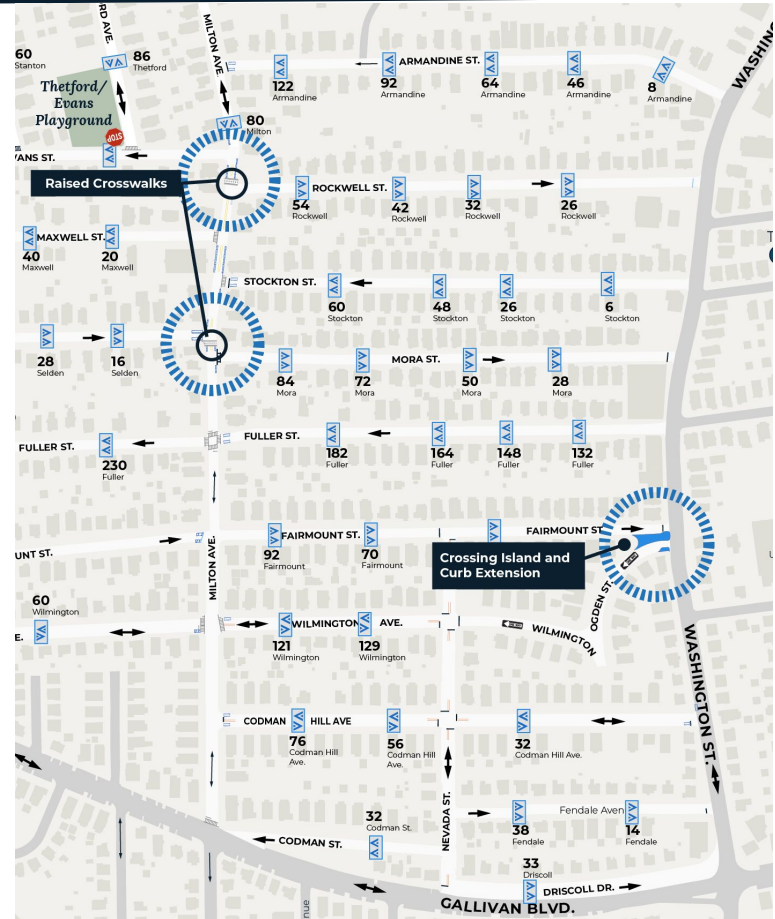 RD AVE.
MILTON AVE.
60
Stanton
86
Thetford
Thetford/
Evans
Playground
STOP
ARMANDINE ST.
122
Armandine
92
Armandine
64
Armandine
46
Armandine
8
Armandine
WASHING
80
Milton
VANS ST.
Raised Crosswalks
ROCKWELL ST.
54
Rockwell
42
Rockwell
32
Rockwell
26
Rockwell
MAXWELL ST.
40
Maxwell
20
Maxwell
T
STOCKTON ST.
60
Stockton
48
Stockton
26
Stockton
6
Stockton
28
Selden
16
Selden
MORA ST.
84
Mora
72
Mora
50
Mora
28
Mora
FULLER ST.
230
Fuller
FULLER ST.
182
Fuller
164
Fuller
148
Fuller
132
Fuller
UNT ST.
MILTON AVE.
FAIRMOUNT ST.
92
Fairmount
70
Fairmount
FAIRMOUNT ST.
Crossing Island and
Curb Extension
OGDEN ST.
60
Wilmington
E.
WILMINGTON AVE.
121
Wilmington
129
Wilmington
WILMINGTON
WASHINGTON ST.
CODMAN HILL AVE
76
Codman Hill
Ave.
56
Codman Hill
Ave.
32
Codman Hill Ave.
NEVADA ST.
Fendale Aven
38
Fendale
14
Fendale
32
Codman St.
CODMAN ST.
33
Driscoll
DRISCOLL DR.
GALLIVAN BLVD.
nue